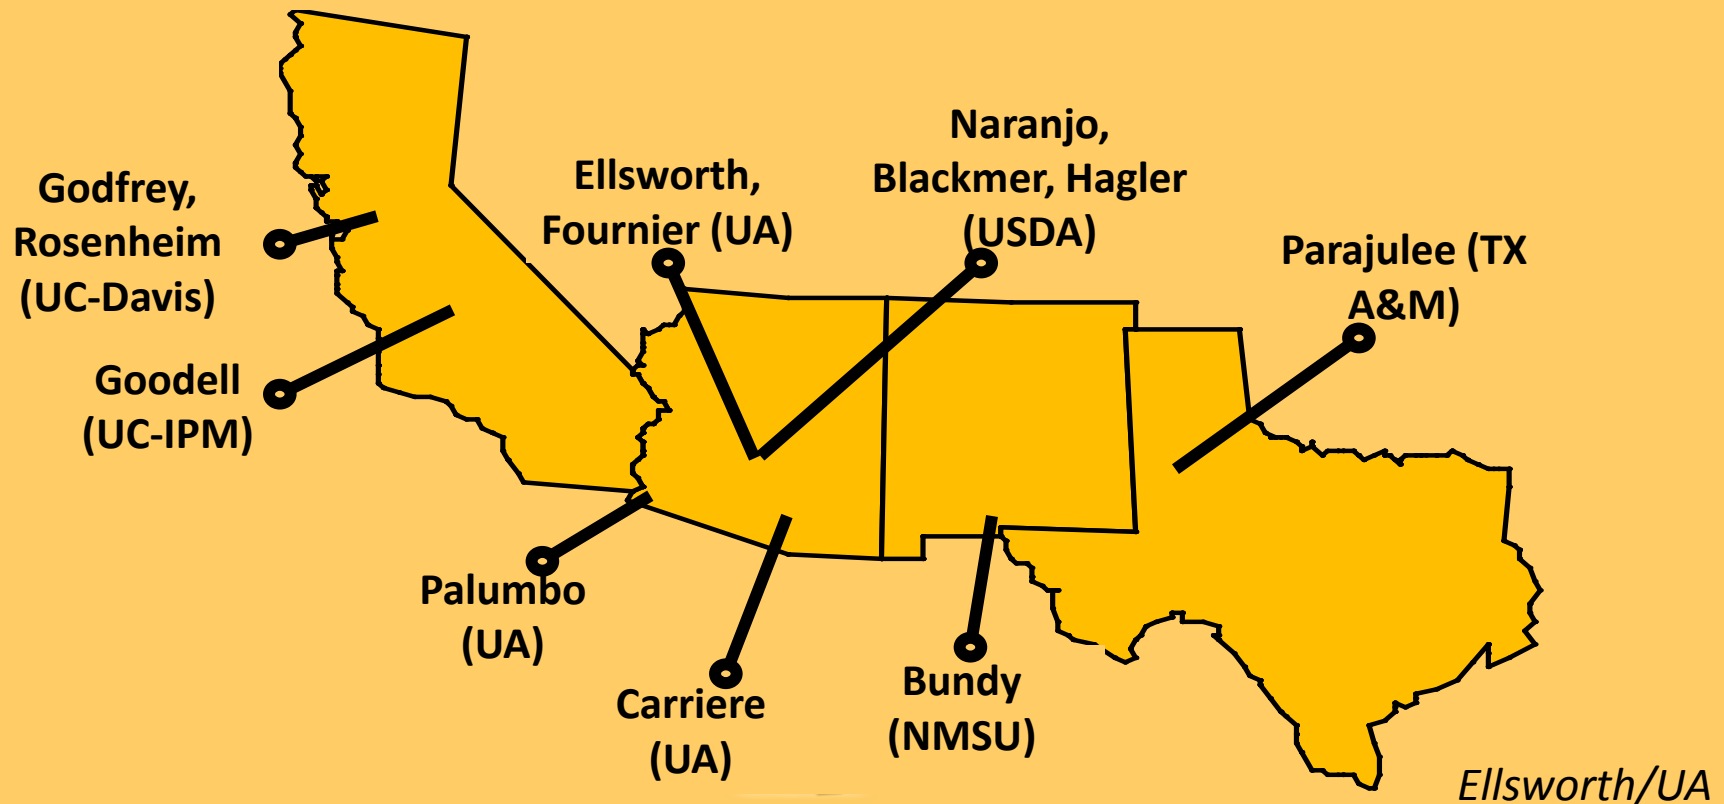 Godfrey,
Rosenheim
(UC-Davis)
Goodell
(UC-IPM)
Ellsworth,
Fournier (UA)
Naranjo,
Blackmer, Hagler
(USDA)
Parajulee (TX
A&M)
Palumbo
(UA)
Carriere
(UA)
Bundy
(NMSU)
Ellsworth/UA